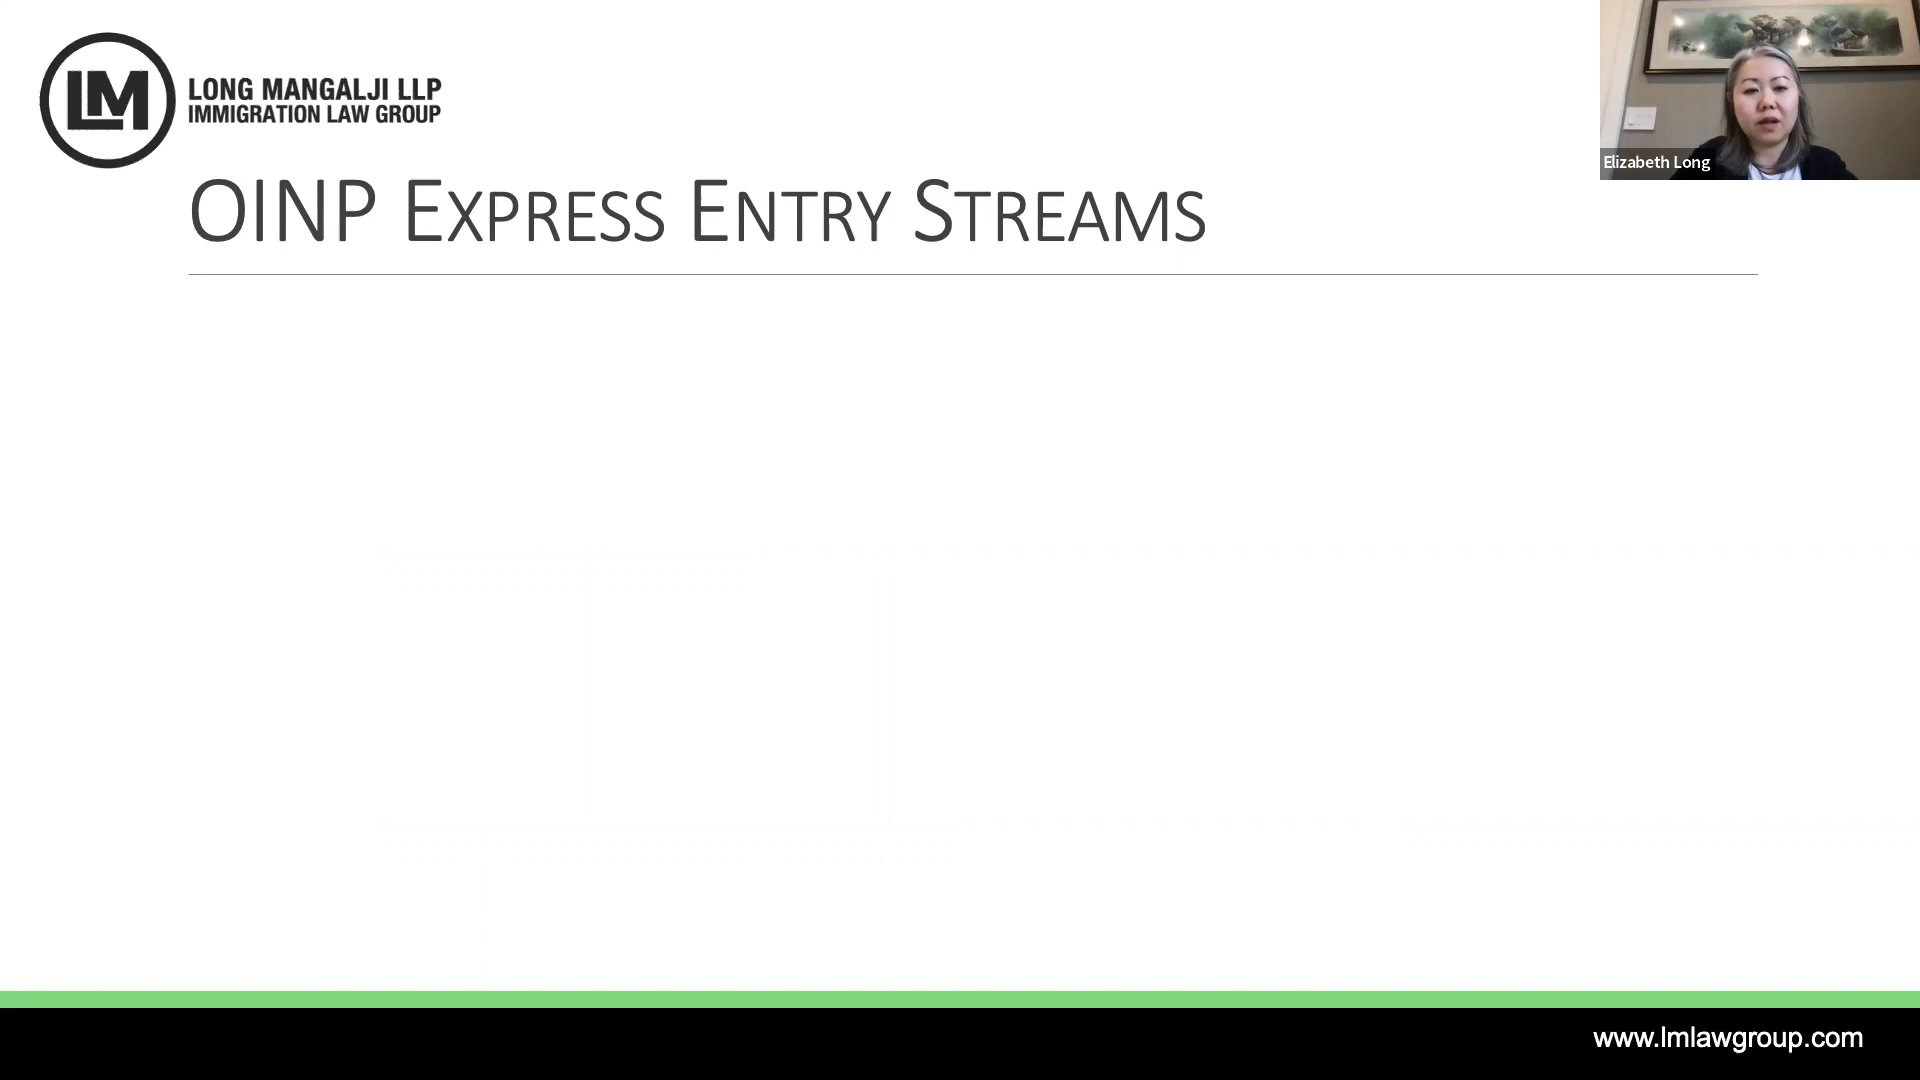 LM
LONG MANGALJI LLP
IMMIGRATION LAW GROUP
Elizabeth Long
OINP EXPRESS ENTRY STREAMS
www.lmlawgroup.com